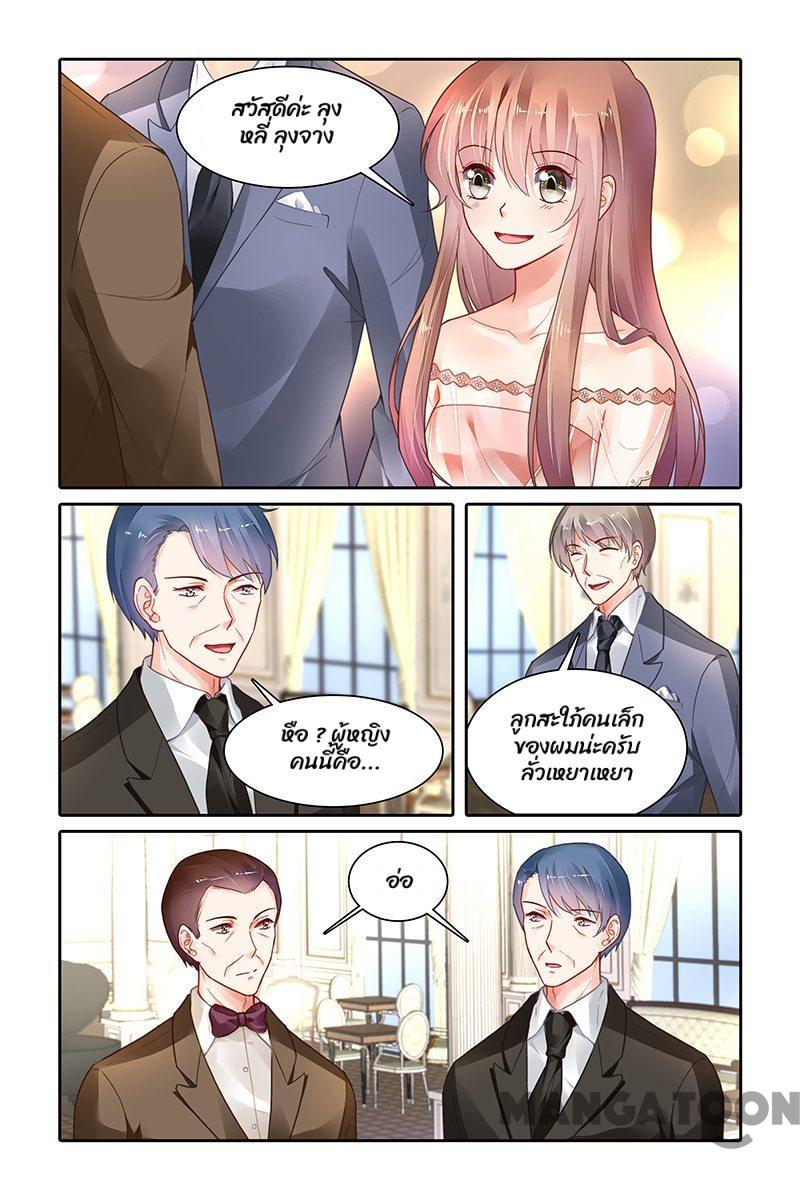 สวัสดีค่ะ ลุง
หลี่ ลุงจาง
หือ ? ผู้หญิง
คนนี้คือ...
ลูกสะใภ้คนเล็ก
ของผมน่ะครับ
ลั่วเหยาเหยา
อ่อ
MANGATOON